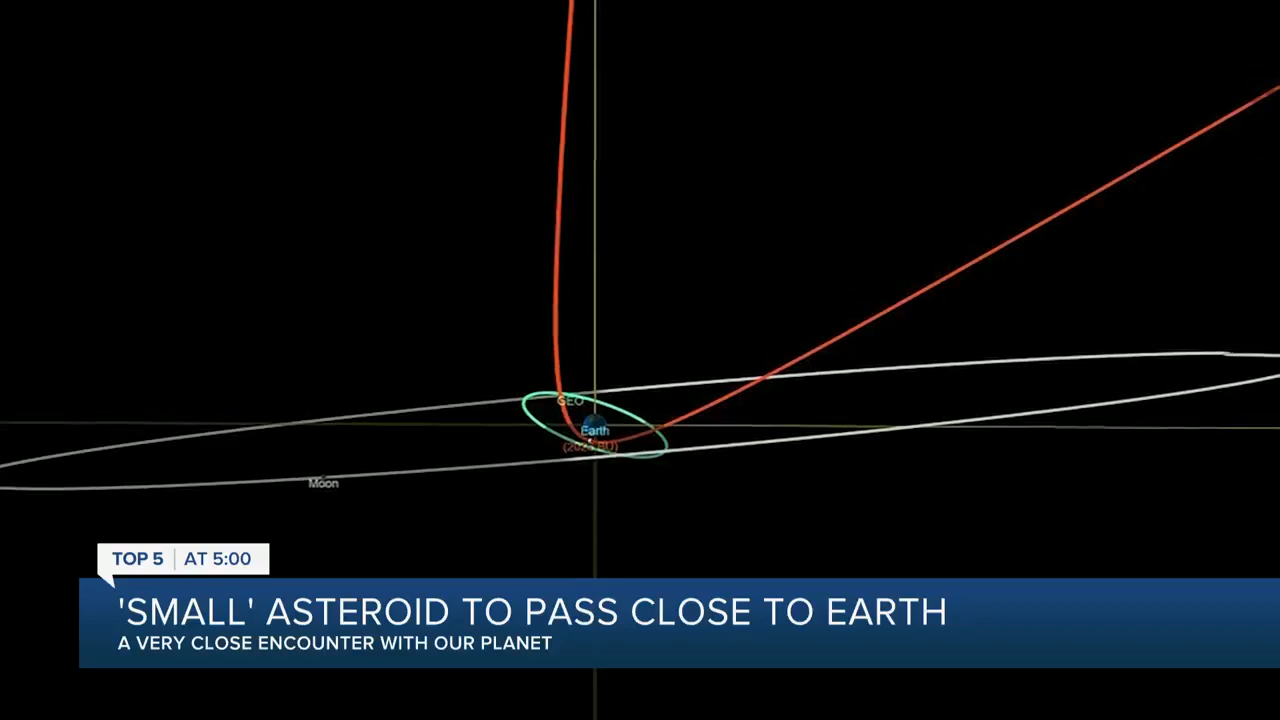 GEO
Earth
Moon
TOP 5 AT 5:00
'SMALL' ASTEROID TO PASS CLOSE TO EARTH
A VERY CLOSE ENCOUNTER WITH OUR PLANET